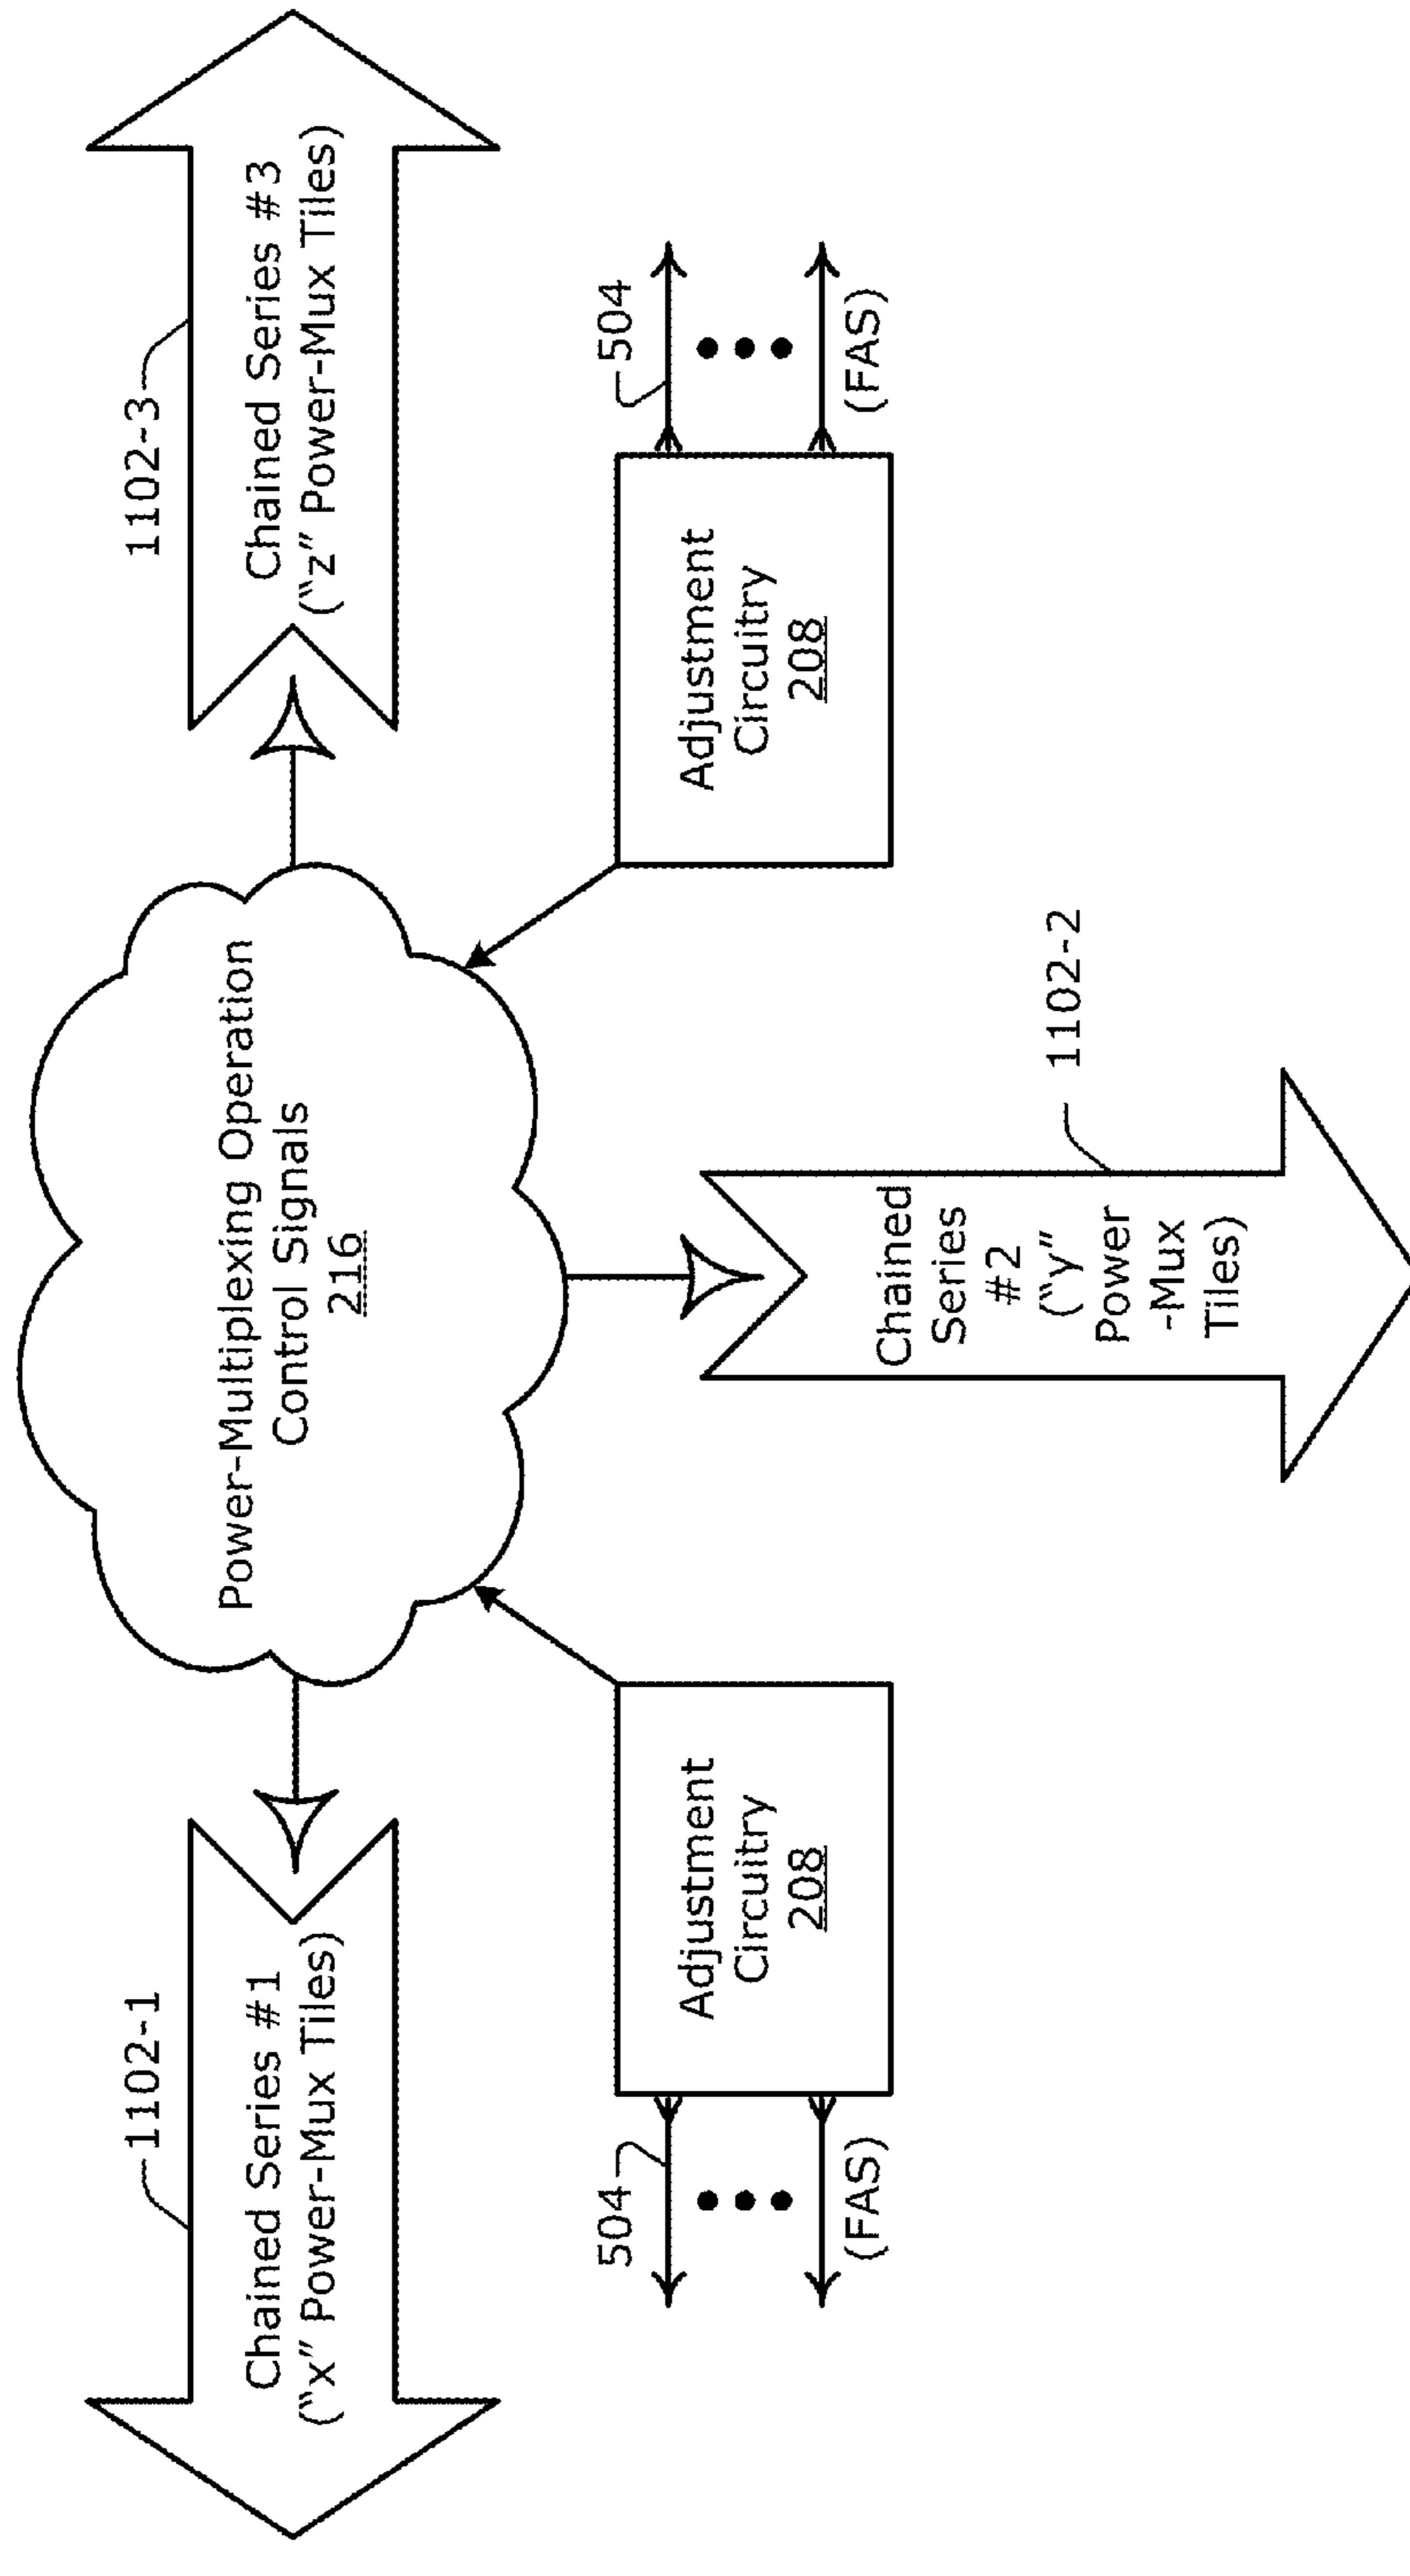 1102-1
Chained Series #1
(“x” Power-Mux Tiles)
Power-Multiplexing Operation
Control Signals
216
1102-3
Chained Series #3
(“z” Power-Mux Tiles)
504
(FAS)
Adjustment
Circuitry
208
Chained
Series
#2
(“y”
Power
-Mux
Tiles)
1102-2
Adjustment
Circuitry
208
504
(FAS)